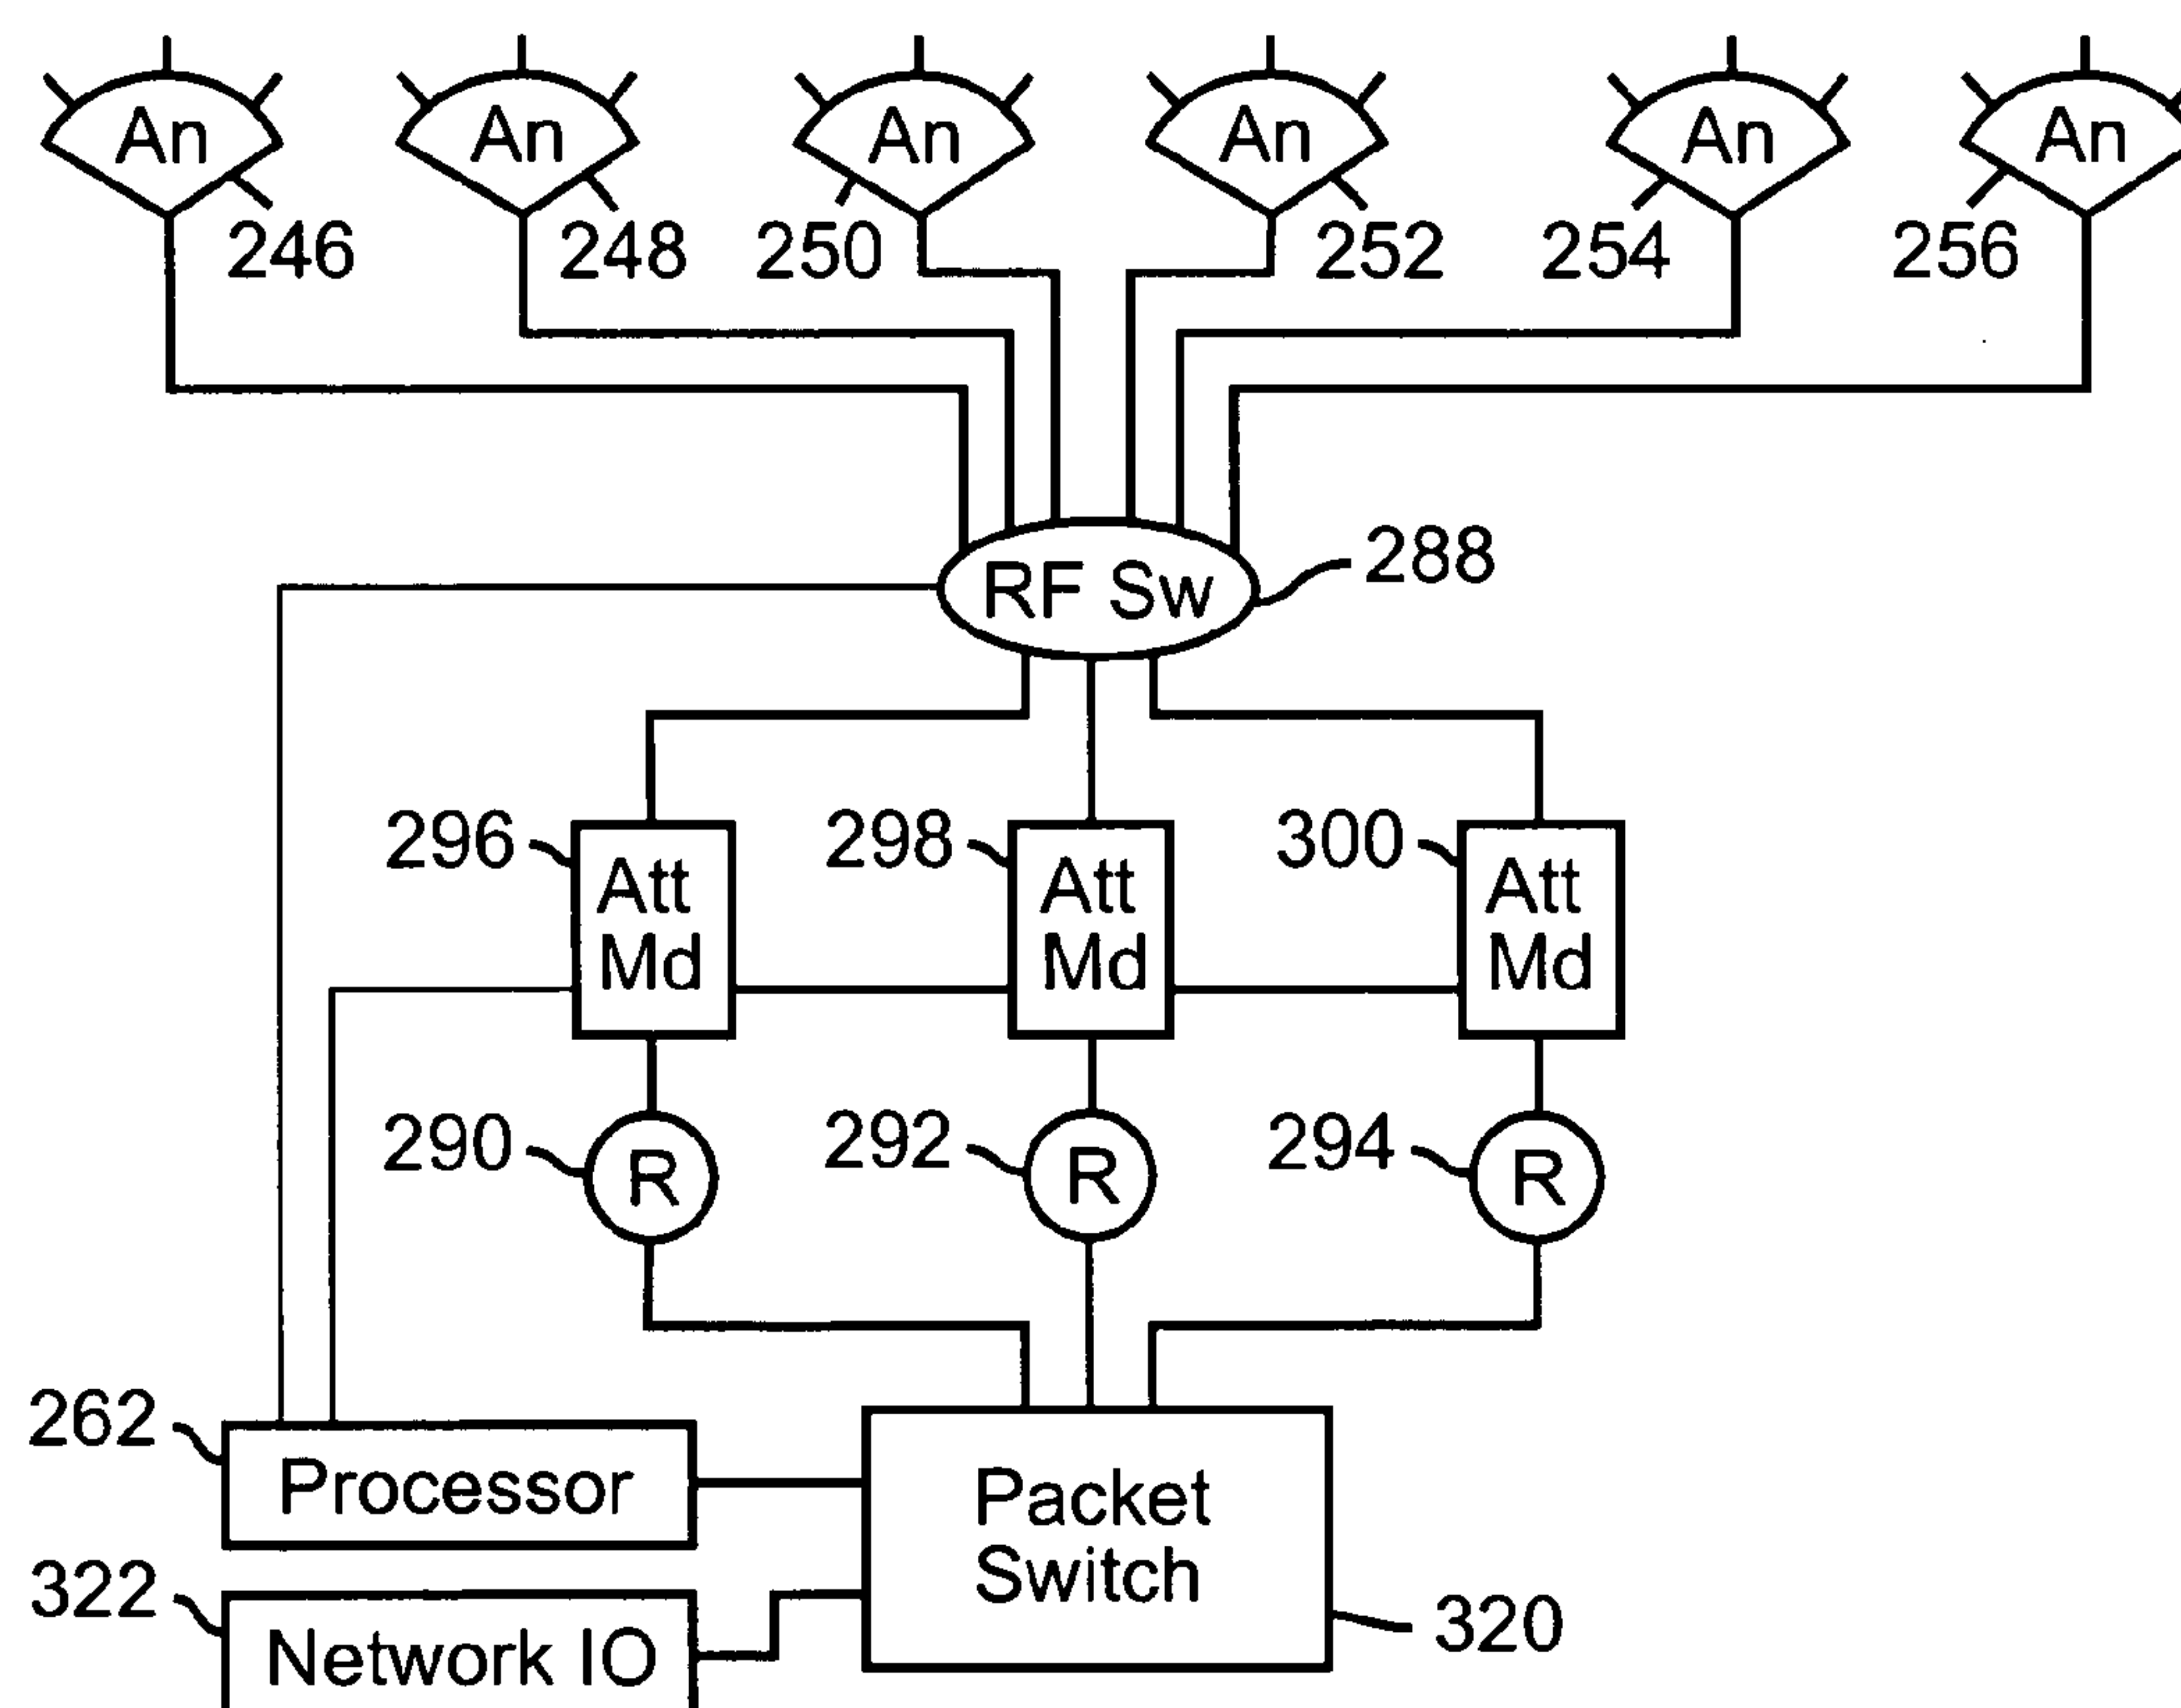 An An An An An An
246 248 250 252 254 256
RF Sw 288
296 298 300
Att Att Att
Md Md Md
290 292 294
R R R
262
Processor
Packet
Switch
322
Network IO
320